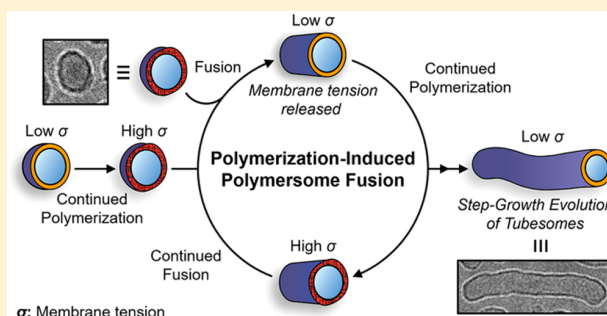 Low σ
Fusion
Membrane tension
released
Continued
Polymerization
Low σ
High σ
Continued
Polymerization
Polymerization-Induced
Polymersome Fusion
Low σ
Step-Growth Evolution
of Tubesomes
Continued
Fusion
High σ
σ: Membrane tension